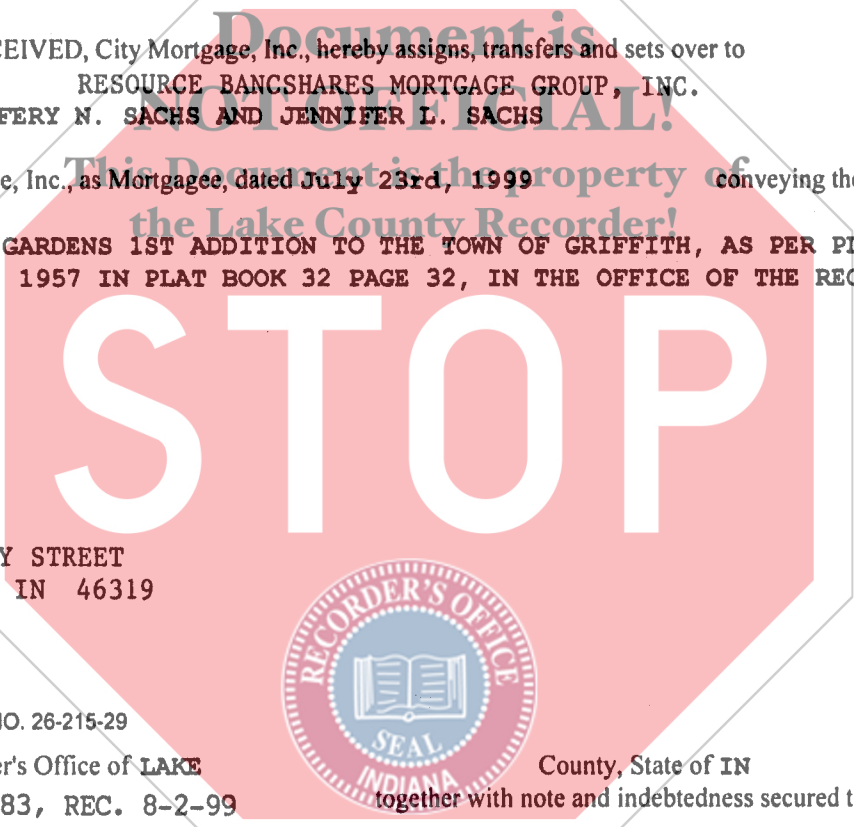 Document is
CEIVED, City Mortgage, Inc., hereby assigns, transfers and sets over to
RESOURCE BANCSHARES MORTGAGE GROUP, INC.
NOT OFFICIAL!
FERY N. SACHS AND JENNIFER L. SACHS
This Document is the property of
e, Inc., as Mortgagee, dated July 23rd, 1999 conveying the
the Lake County Recorder!
GARDENS 1ST ADDITION TO THE TOWN OF GRIFFITH, AS PER
1957 IN PLAT BOOK 32 PAGE 32, IN THE OFFICE OF THE REC
STOP
Y STREET
IN 46319
RECORDER'S OFFICE
SEAL
INDIANA
NO. 26-215-29
er's Office of LAKE County, State of IN
83, REC. 8-2-99 together with note and indebtedness secured t